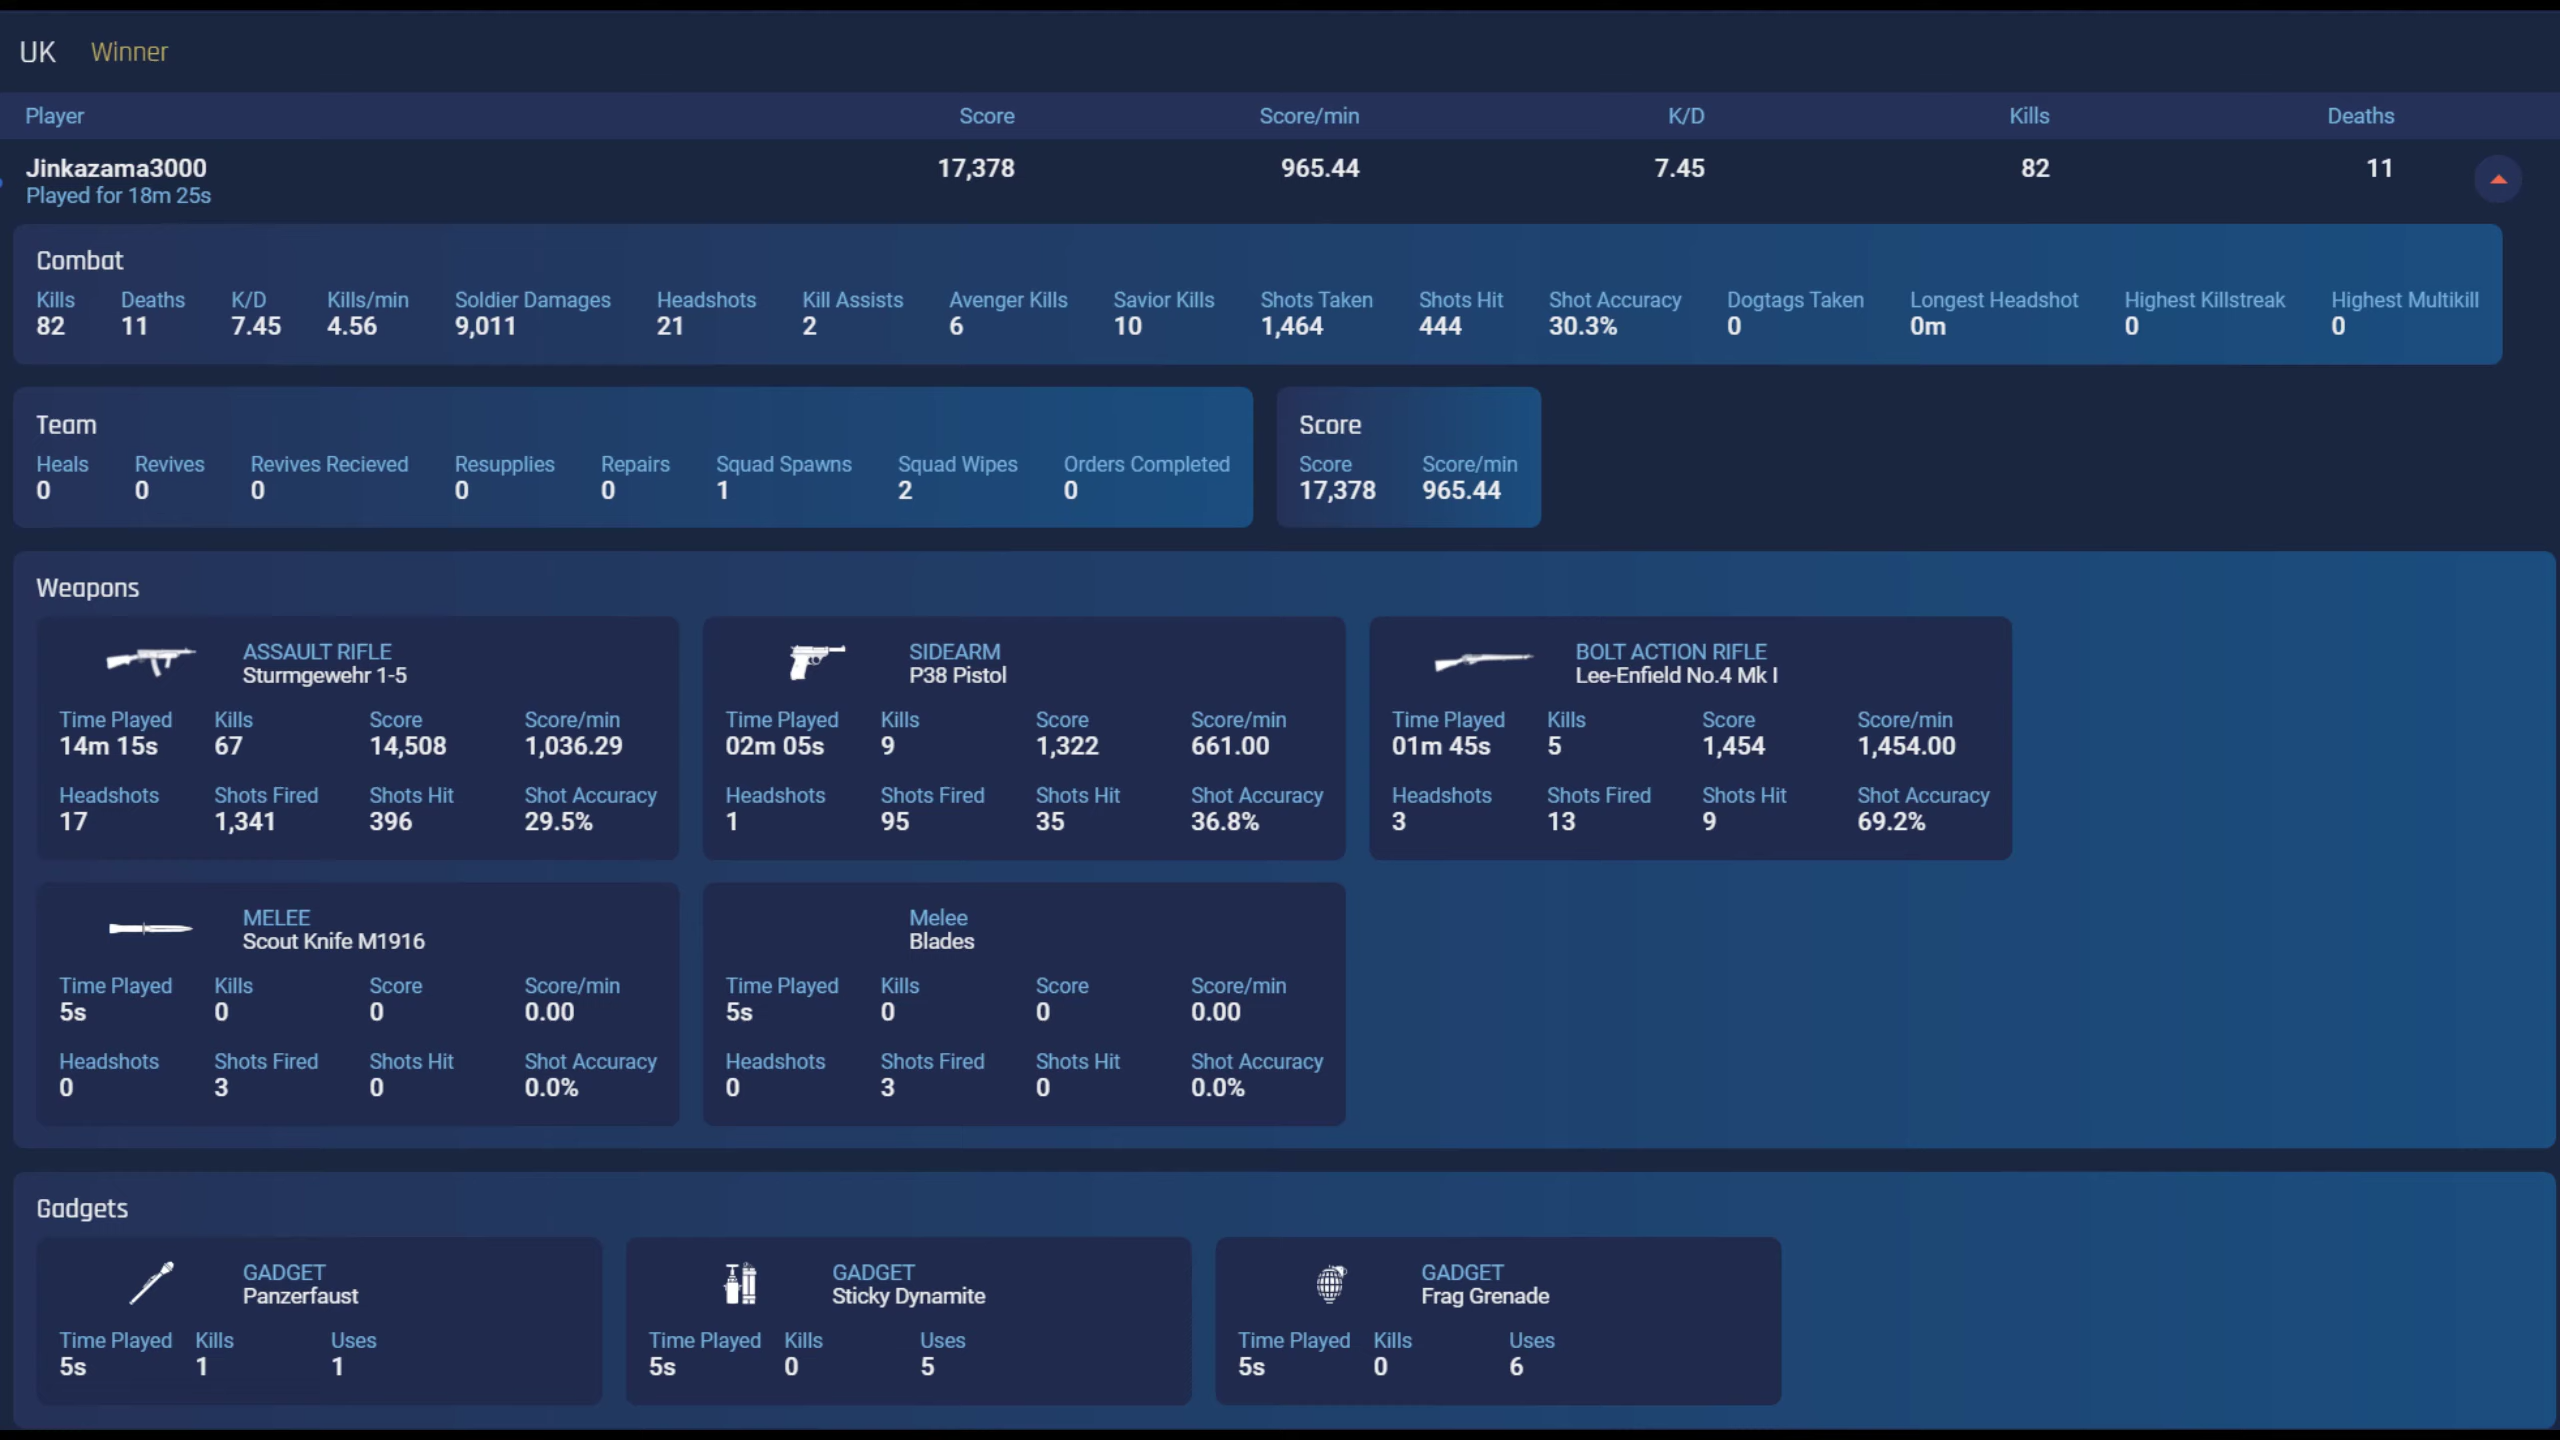 UK Winner
Player Score Score/min K/D Kills Deaths
Jinkazama3000 17,378 965.44 7.45 82 11
Played for 18m 25s
Combat
Kills Deaths K/D Kills/min Soldier Damages Headshots Kill Assists Avenger Kills Savior Kills Shots Taken Shots Hit Shot Accuracy Dogtags Taken Longest Headshot Highest Killstreak Highest Multikill
82 11 7.45 4.56 9,011 21 2 6 10 1,464 444 30.3% 0 0m 0 0
Team
Heals Revives Revives Recieved Resupplies Repairs Squad Spawns Squad Wipes Orders Completed
0 0 0 0 0 1 2 0
Score
Score Score/min
17,378 965.44
Weapons
ASSAULT RIFLE
Sturmgewehr 1-5
Time Played Kills Score Score/min
14m 15s 67 14,508 1,036.29
Headshots Shots Fired Shots Hit Shot Accuracy
17 1,341 396 29.5%
SIDEARM
P38 Pistol
Time Played Kills Score Score/min
02m 05s 9 1,322 661.00
Headshots Shots Fired Shots Hit Shot Accuracy
1 95 35 36.8%
BOLT ACTION RIFLE
Lee-Enfield No.4 Mk I
Time Played Kills Score Score/min
01m 45s 5 1,454 1,454.00
Headshots Shots Fired Shots Hit Shot Accuracy
3 13 9 69.2%
MELEE
Scout Knife M1916
Time Played Kills Score Score/min
5s 0 0 0.00
Headshots Shots Fired Shots Hit Shot Accuracy
0 3 0 0.0%
Melee
Blades
Time Played Kills Score Score/min
5s 0 0 0.00
Headshots Shots Fired Shots Hit Shot Accuracy
0 3 0 0.0%
Gadgets
GADGET
Panzerfaust
Time Played Kills Uses
5s 1 1
GADGET
Sticky Dynamite
Time Played Kills Uses
5s 0 5
GADGET
Frag Grenade
Time Played Kills Uses
5s 0 6